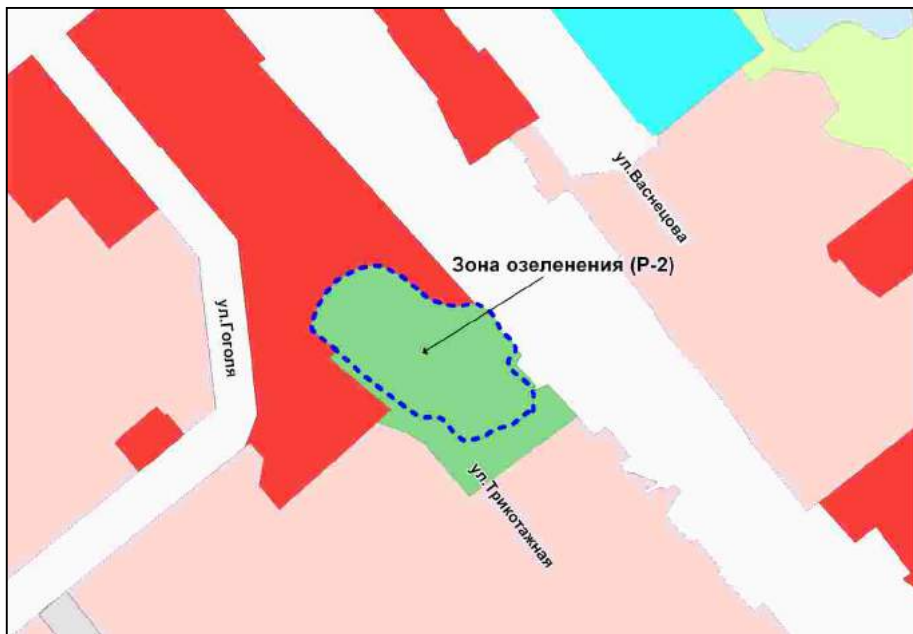 ул.Васнецова
Зона озеленения (Р-2)
ул.Гоголя
ул.Трикотажная